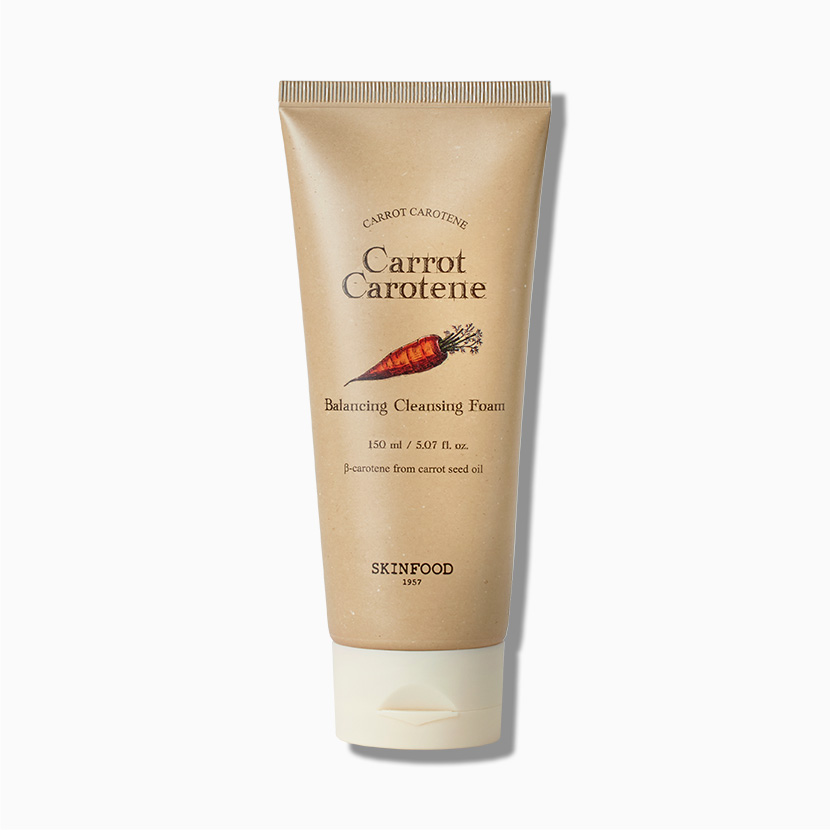 CARROT CAROTENE
Carrot
Carotene
Balancing Cleansing Foam
150 ml / 5.07 fl. oz.
β-carotene from carrot seed oil
SKINFOOD
1957